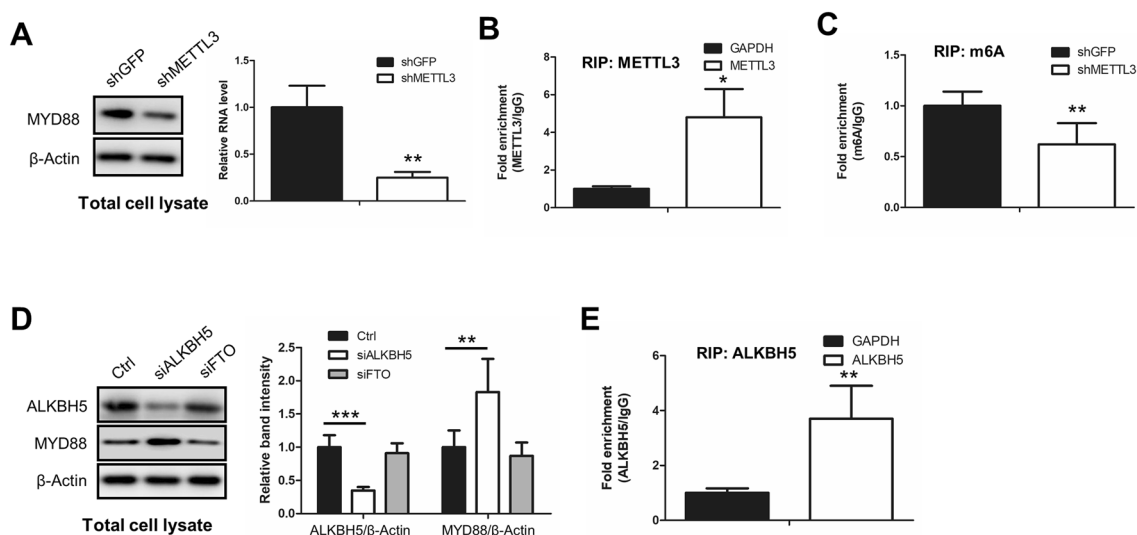 A
shGFP
shMETTL3
MYD88
β-Actin
Total cell lysate
Relative RNA level
1.5
1.0
0.5
0.0
shGFP
shMETTL3
**
B
RIP: METTL3
GAPDH
METTL3
Fold enrichment
(METTL3/IgG)
8
6
4
2
0
*
C
RIP: m6A
shGFP
shMETTL3
Fold enrichment
(m6A/IgG)
1.5
1.0
0.5
0.0
**
D
Ctrl
siALKBH5
siFTO
ALKBH5
MYD88
β-Actin
Total cell lysate
Relative band intensity
2.5
2.0
1.5
1.0
0.5
0.0
Ctrl
siALKBH5
siFTO
***
**
ALKBH5/β-Actin
MYD88/β-Actin
E
RIP: ALKBH5
GAPDH
ALKBH5
Fold enrichment
(ALKBH5/IgG)
6
4
2
0
**